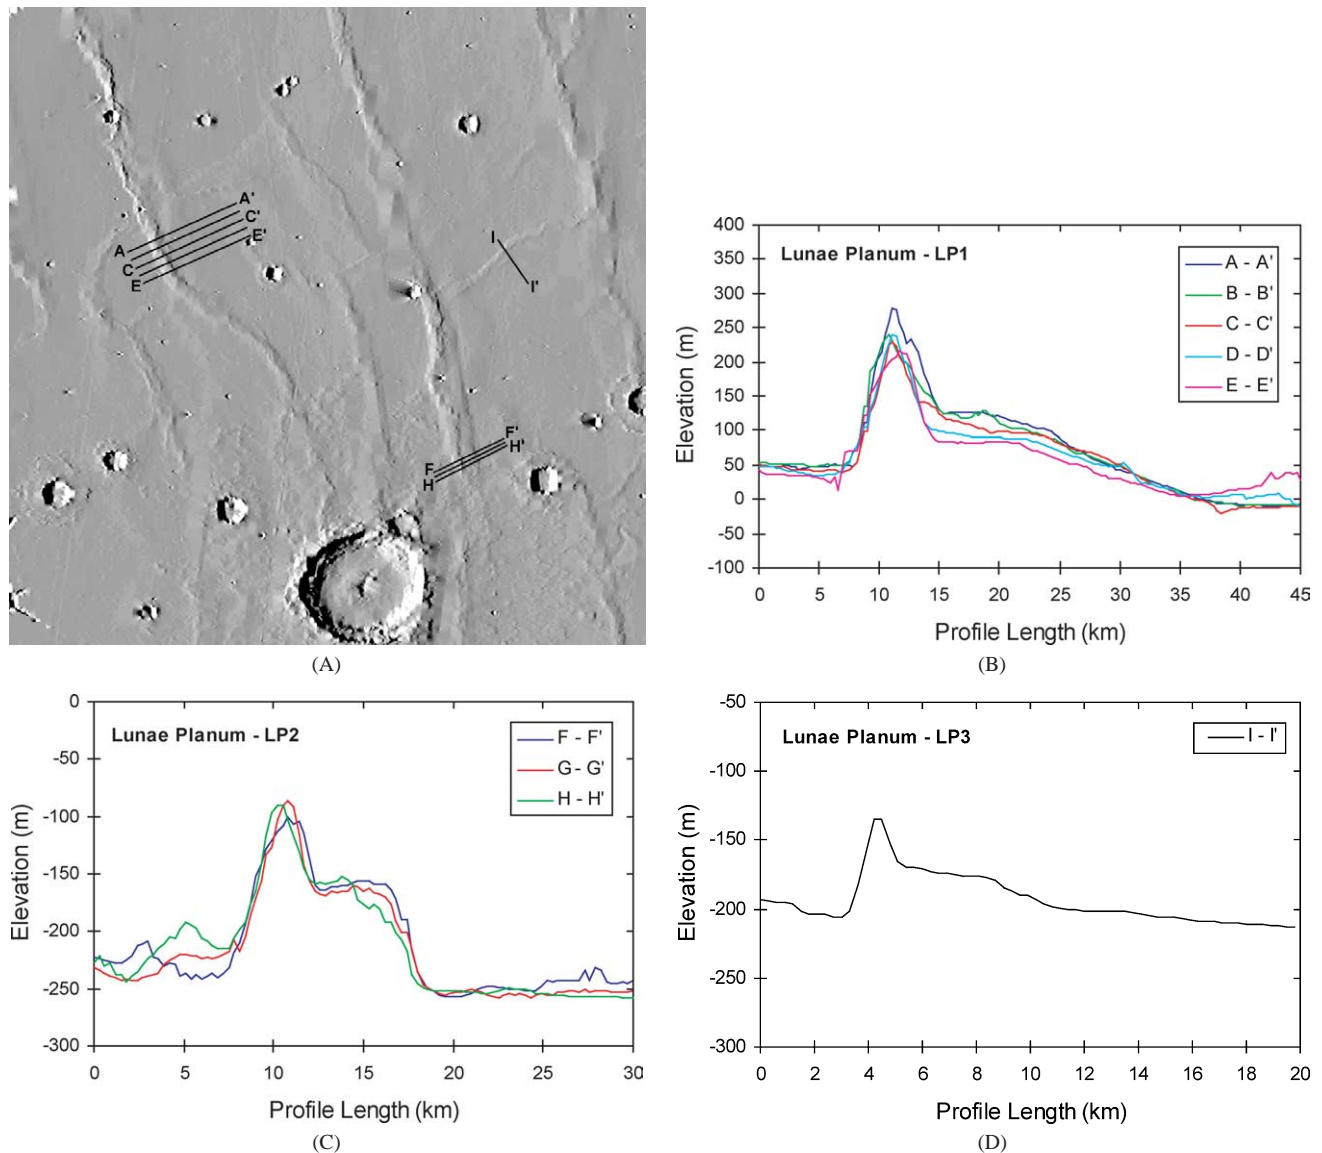 A'
C'
E'
A
C
E
I
I'
F'
H'
F
H
(A)
Lunae Planum - LP1
A - A'
B - B'
C - C'
D - D'
E - E'
400
350
300
250
200
150
100
50
0
-50
-100
Elevation (m)
0 5 10 15 20 25 30 35 40 45
Profile Length (km)
(B)
Lunae Planum - LP2
F - F'
G - G'
H - H'
0
-50
-100
-150
-200
-250
-300
Elevation (m)
0 5 10 15 20 25 30
Profile Length (km)
(C)
Lunae Planum - LP3
I - I'
-50
-100
-150
-200
-250
-300
Elevation (m)
0 2 4 6 8 10 12 14 16 18 20
Profile Length (km)
(D)